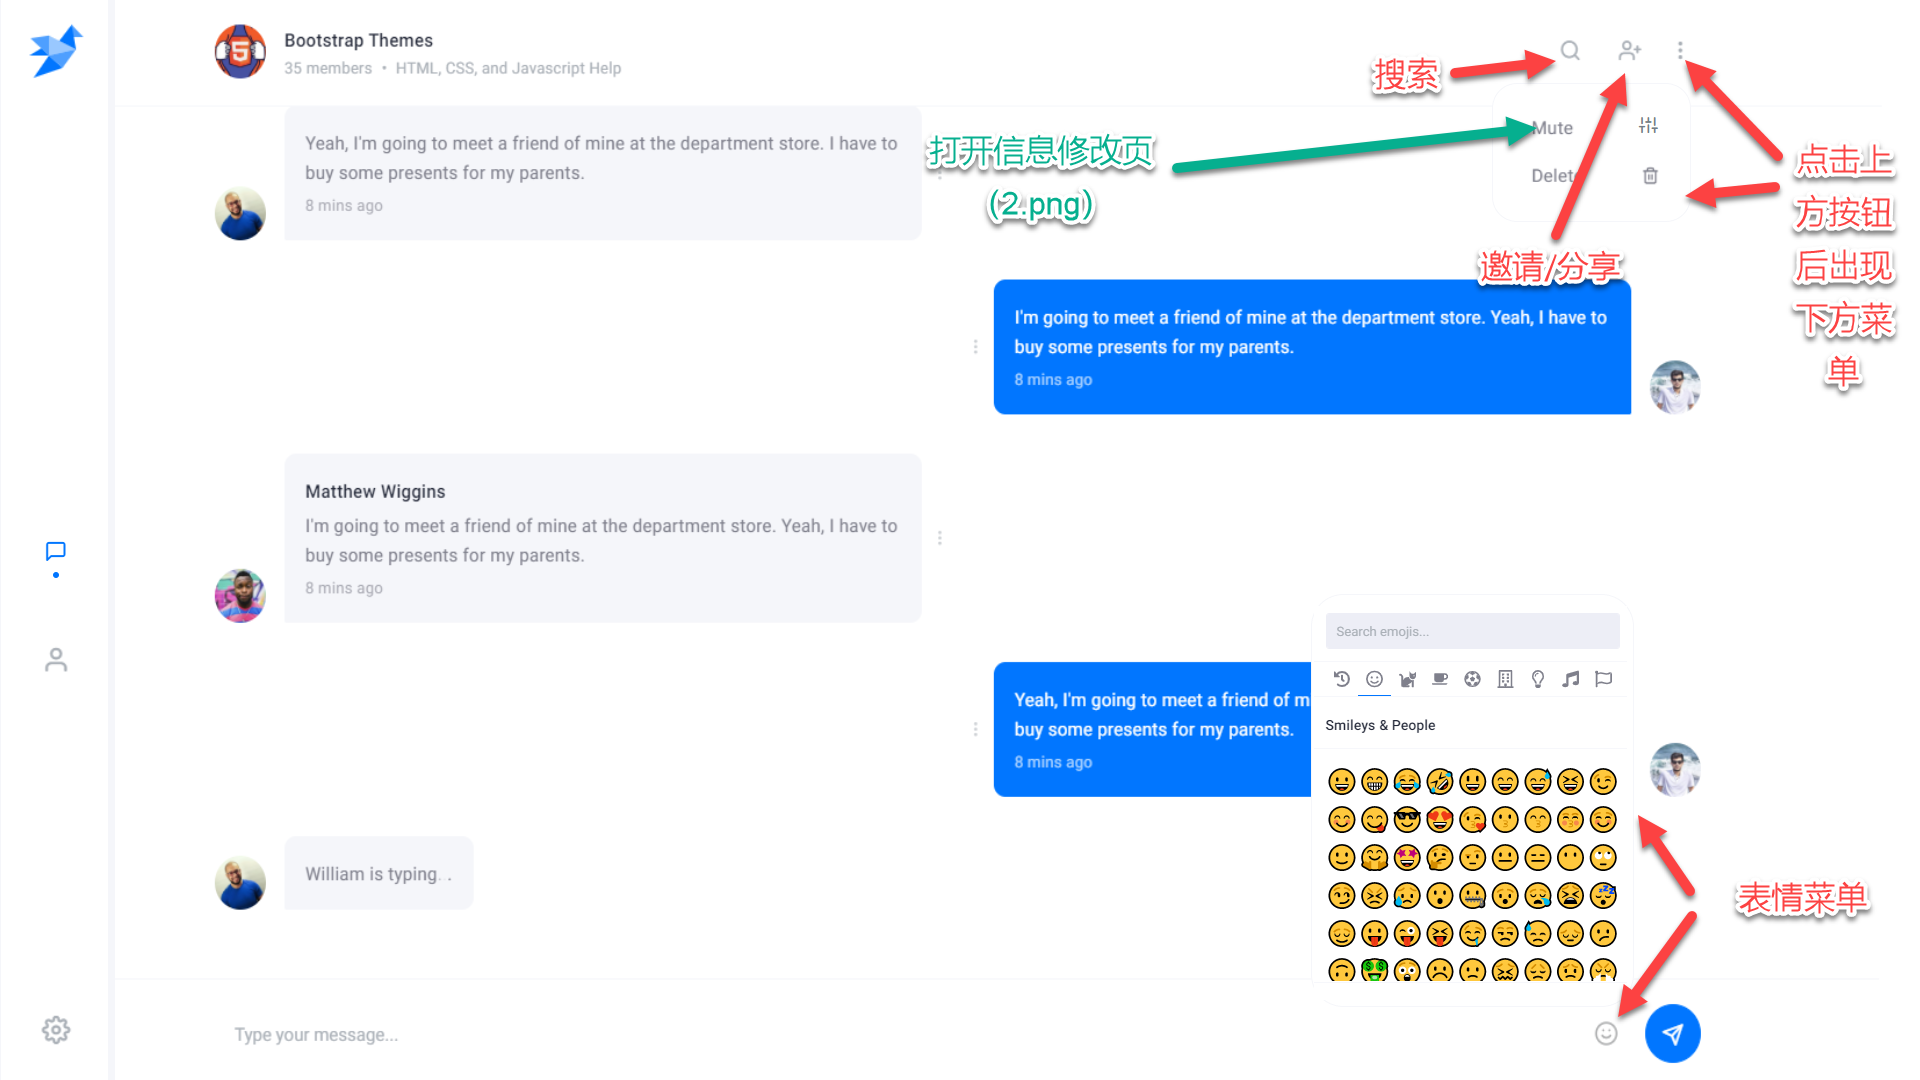 Bootstrap Themes
35 members • HTML, CSS, and Javascript Help
搜索
Mute
Delete
打开信息修改页
(2.png)
点击上
方按钮
后出现
下方菜
单
邀请/分享
Yeah, I'm going to meet a friend of mine at the department store. I have to
buy some presents for my parents.
8 mins ago
I'm going to meet a friend of mine at the department store. Yeah, I have to
buy some presents for my parents.
8 mins ago
Matthew Wiggins
I'm going to meet a friend of mine at the department store. Yeah, I have to
buy some presents for my parents.
8 mins ago
Yeah, I'm going to meet a friend of m
buy some presents for my parents.
8 mins ago
Search emojis...
Smileys & People
表情菜单
William is typing. .
Type your message...